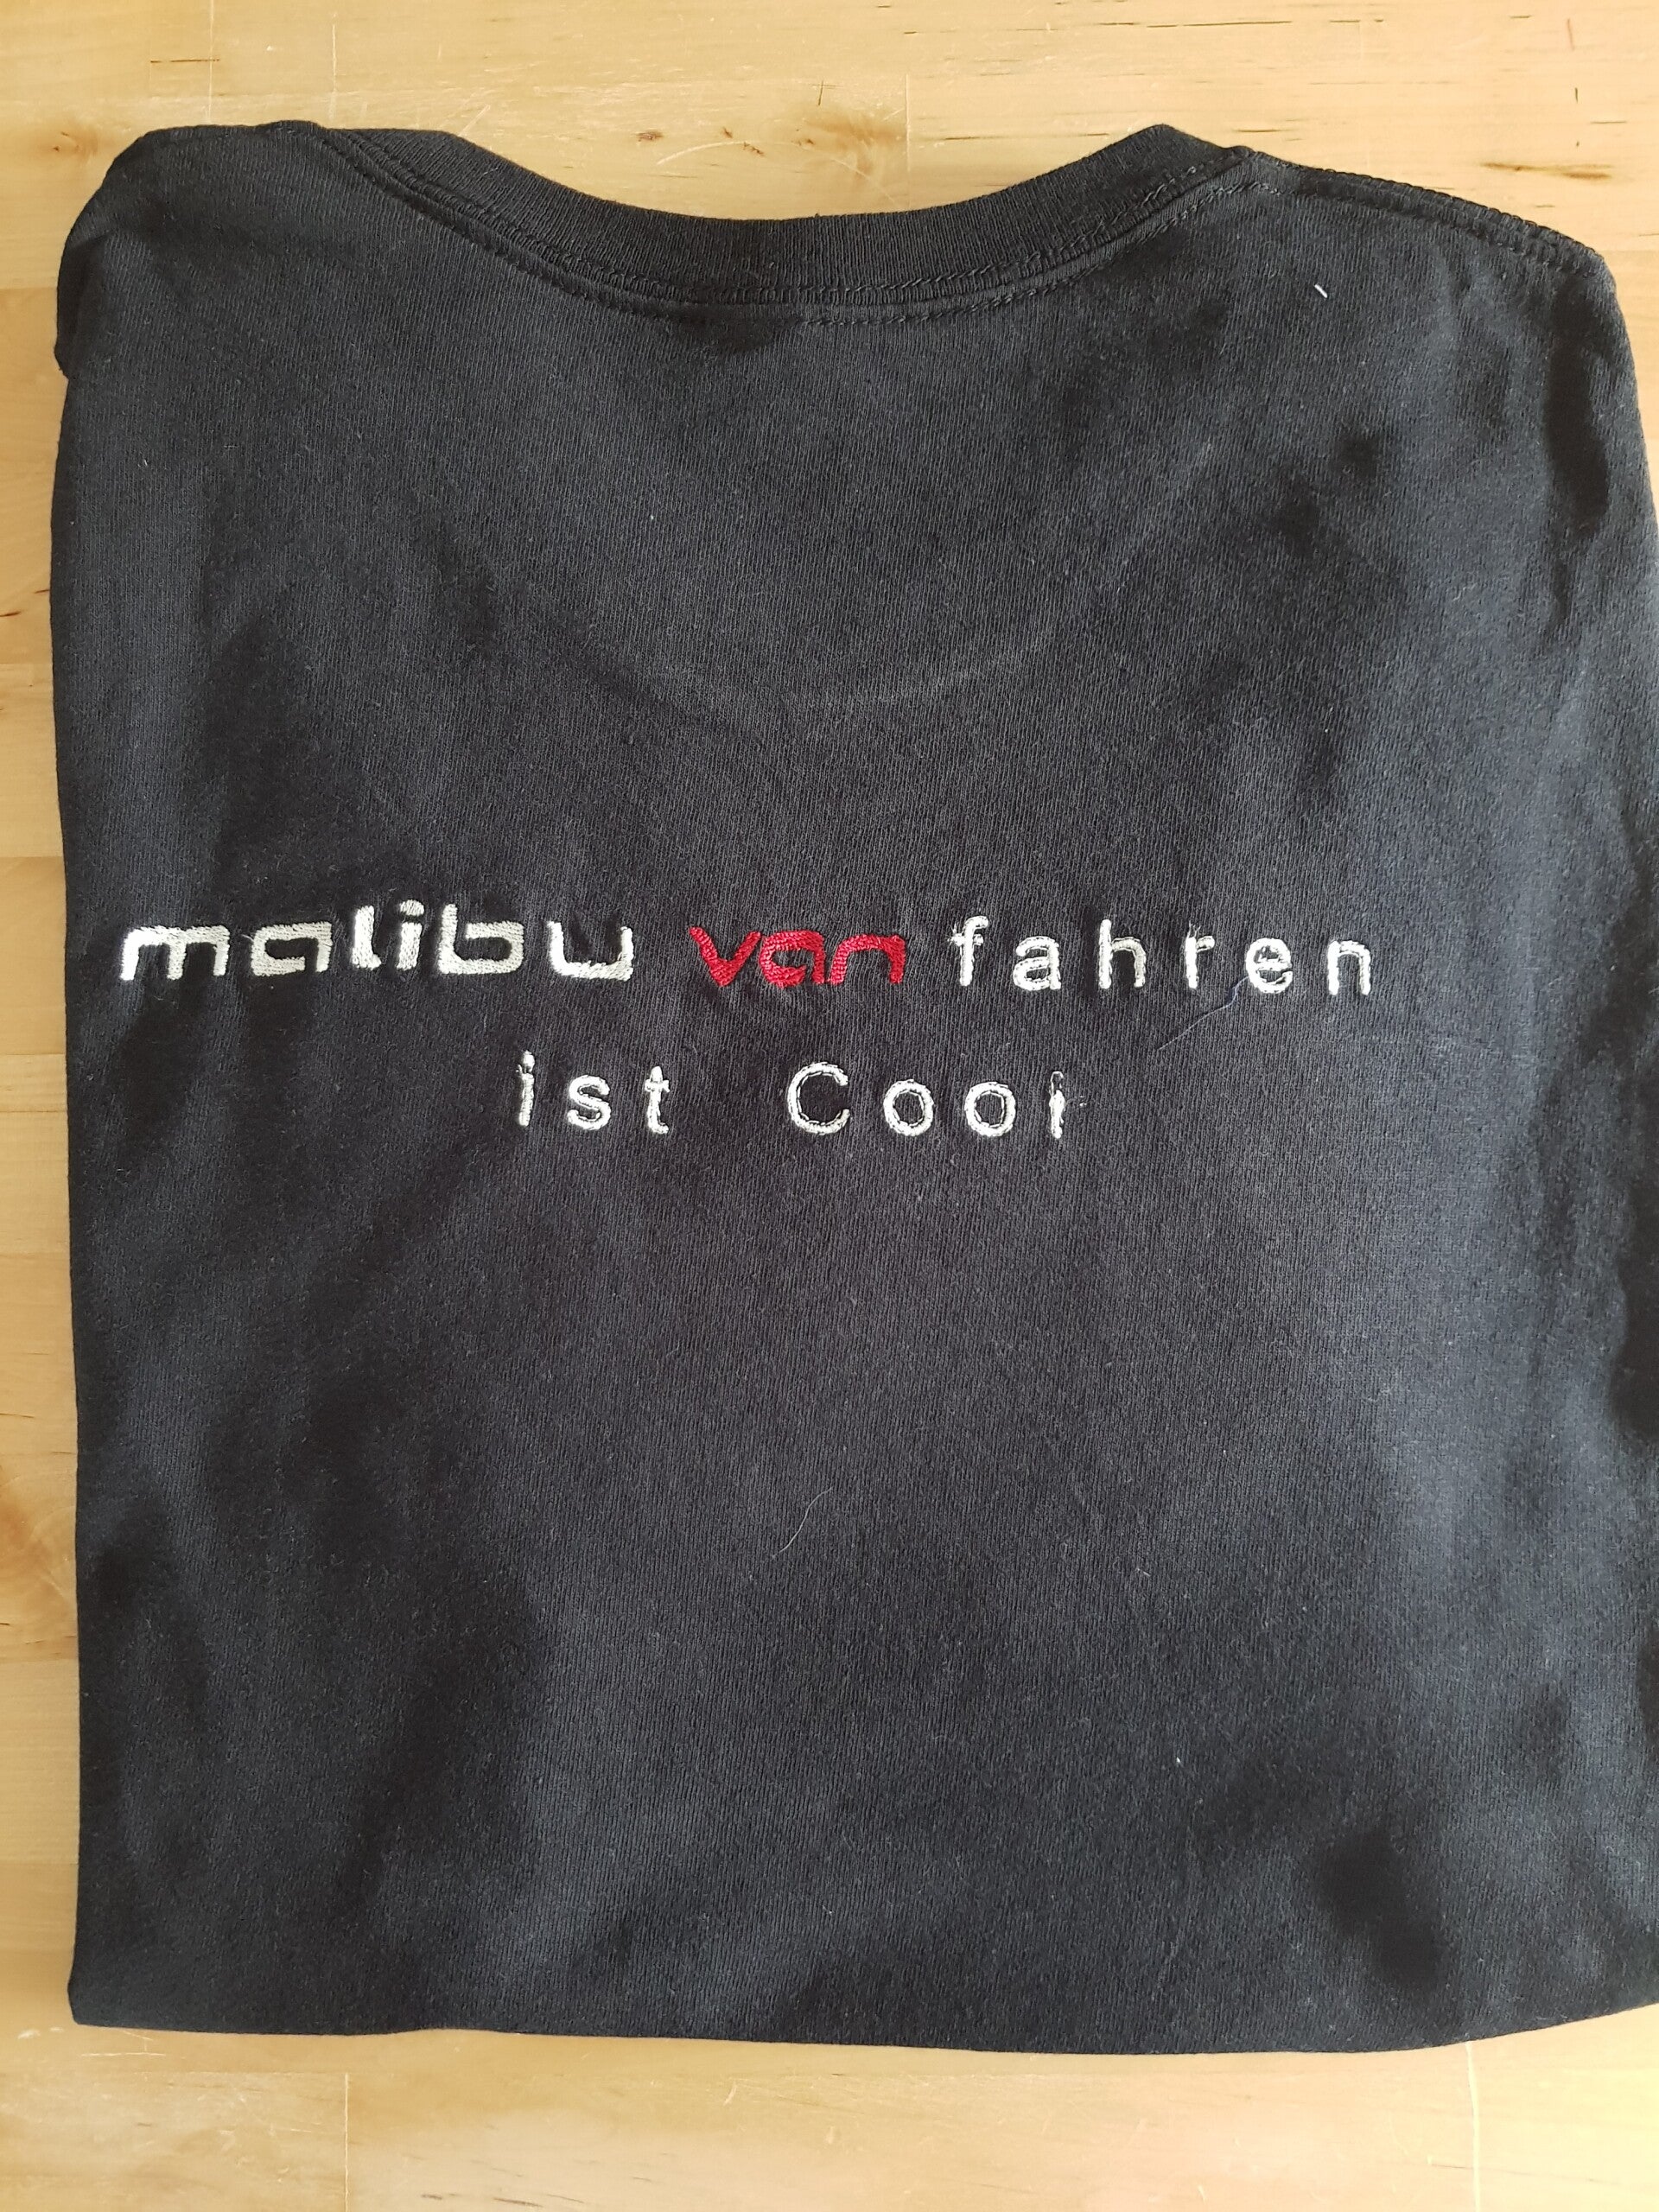 malibu van fahren
ist Cool